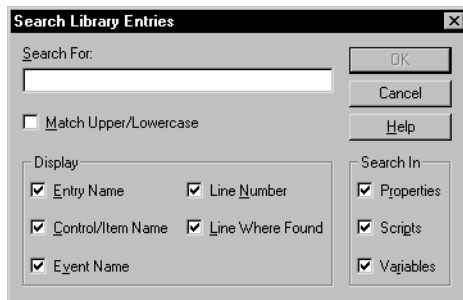 Search Library Entries
Search For:
OK
Cancel
Match Upper/Lowercase
Help
Display
Search In
Entry Name
Line Number
Properties
Control/Item Name
Line Where Found
Scripts
Event Name
Variables